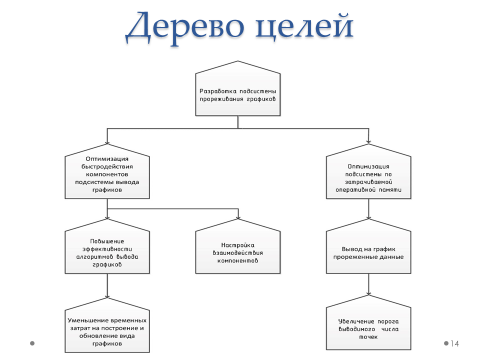 Дерево целей
Разработка подсистемы
прореживания графиков
Оптимизация
быстродействия
компонентов
подсистемы вывода
графиков
Оптимизация
подсистемы по
затрачиваемой
оперативной памяти
Повышение
эффективности
алгоритмов вывода
графиков
Настройка
взаимодействия
компонентов
Вывод на график
прореженные данные
Уменьшение временных
затрат на построение и
обновление вида
графиков
Увеличение порога
выводимого числа
точек
14